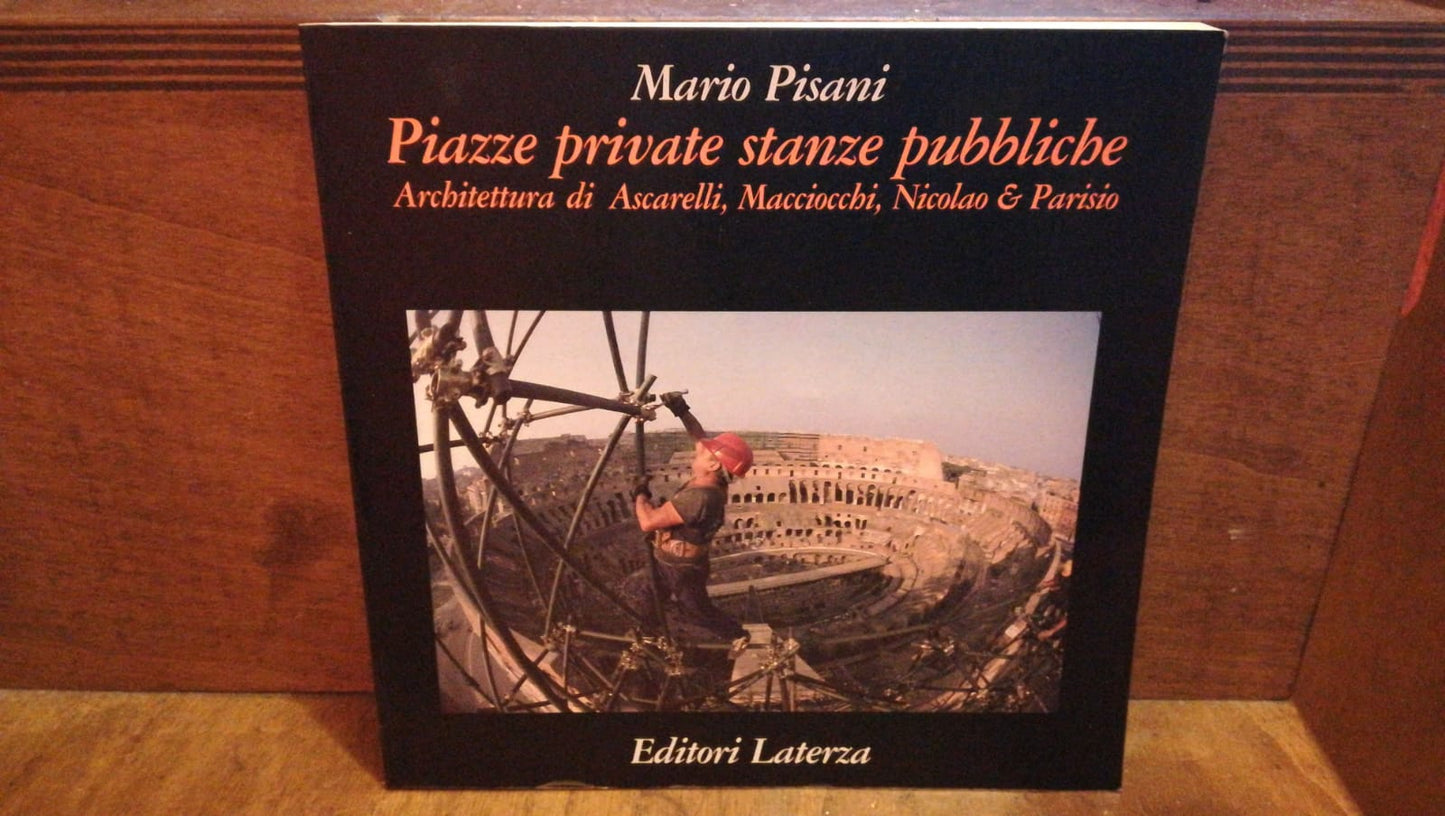 Mario Pisani
Piazze private stanze pubbliche
Architettura di Ascarelli, Macciocchi, Nicolao & Parisio
Editori Laterza